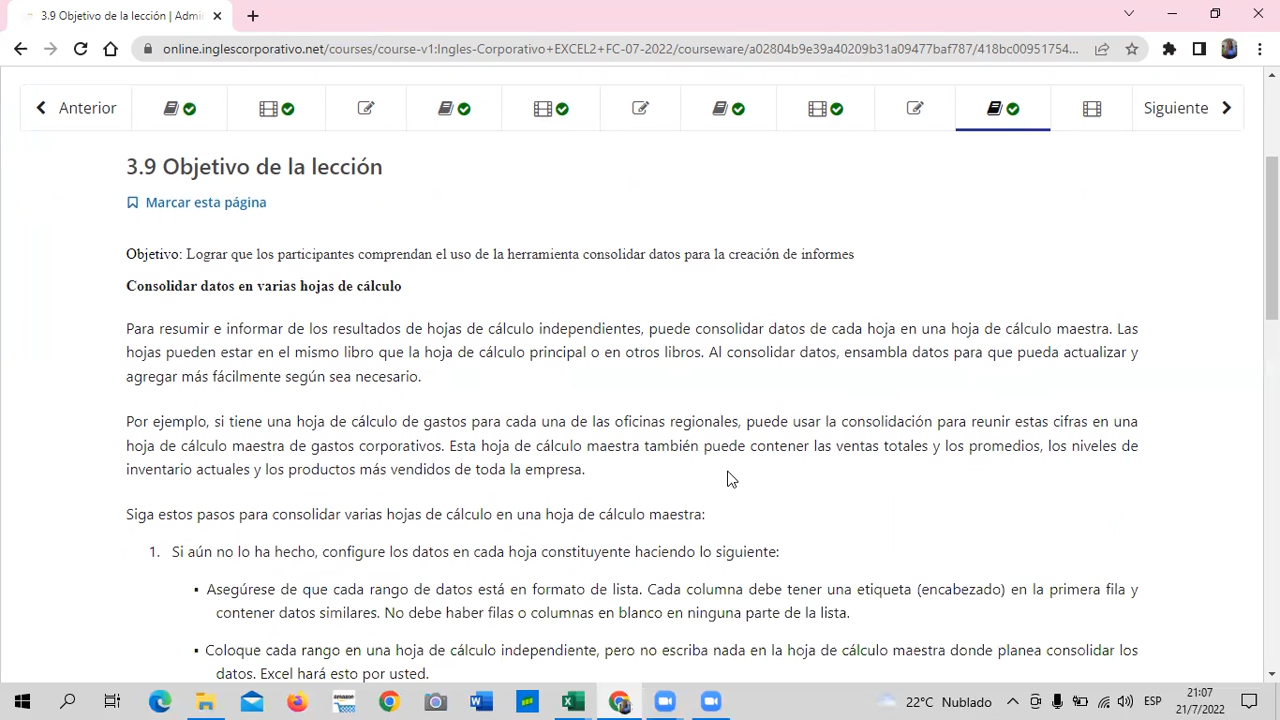 3.9 Objetivo de la lección | Admi
online.inglescorporativo.net/courses/course-v1:Ingles-Corporativo+EXCEL2+FC-07-2022/courseware/a02804b9e39a40209b31a09477baf787/418bc00951754...
Anterior
Siguiente
3.9 Objetivo de la lección
Marcar esta página
Objetivo: Lograr que los participantes comprendan el uso de la herramienta consolidar datos para la creación de informes
Consolidar datos en varias hojas de cálculo
Para resumir e informar de los resultados de hojas de cálculo independientes, puede consolidar datos de cada hoja en una hoja de cálculo maestra. Las
hojas pueden estar en el mismo libro que la hoja de cálculo principal o en otros libros. Al consolidar datos, ensambla datos para que pueda actualizar y
agregar más fácilmente según sea necesario.
Por ejemplo, si tiene una hoja de cálculo de gastos para cada una de las oficinas regionales, puede usar la consolidación para reunir estas cifras en una
hoja de cálculo maestra de gastos corporativos. Esta hoja de cálculo maestra también puede contener las ventas totales y los promedios, los niveles de
inventario actuales y los productos más vendidos de toda la empresa.
Siga estos pasos para consolidar varias hojas de cálculo en una hoja de cálculo maestra:
1. Si aún no lo ha hecho, configure los datos en cada hoja constituyente haciendo lo siguiente:
▪ Asegúrese de que cada rango de datos está en formato de lista. Cada columna debe tener una etiqueta (encabezado) en la primera fila y
contener datos similares. No debe haber filas o columnas en blanco en ninguna parte de la lista.
▪ Coloque cada rango en una hoja de cálculo independiente, pero no escriba nada en la hoja de cálculo maestra donde planea consolidar los
datos. Excel hará esto por usted.
amazon
22°C Nublado
ESP
21:07
21/7/2022